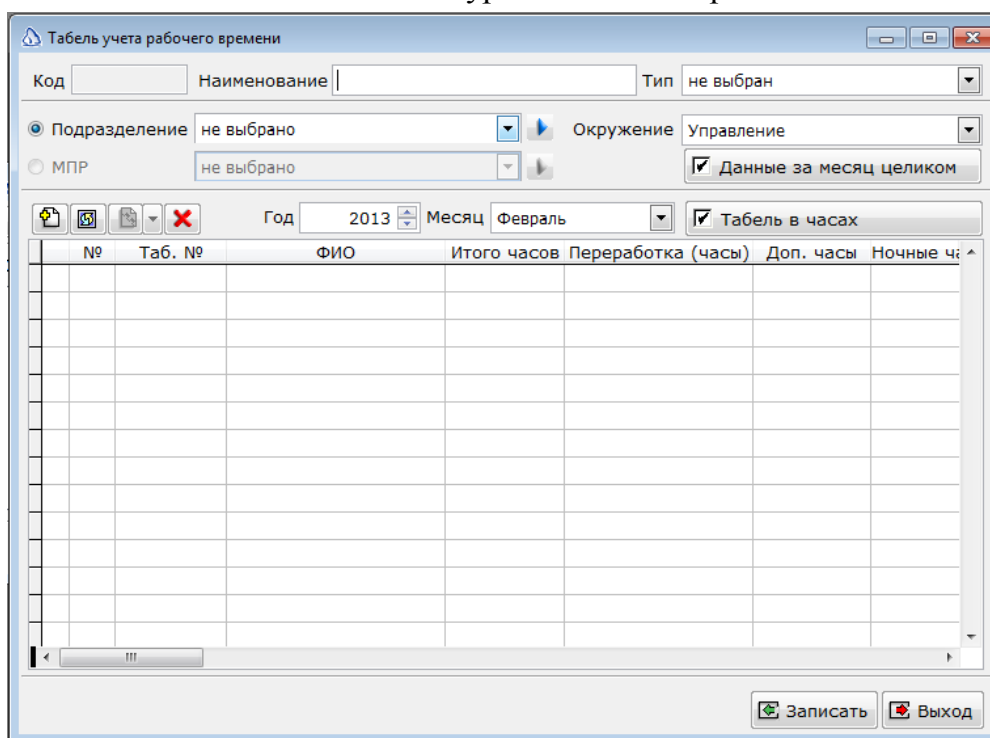 Табель учета рабочего времени
Код Наименование Тип не выбран
Подразделение не выбрано Окружение Управление
МПР не выбрано Данные за месяц целиком
Год 2013 Месяц Февраль Табель в часах
№ Таб. № ФИО Итого часов Переработка (часы) Доп. часы Ночные ча
Записать Выход